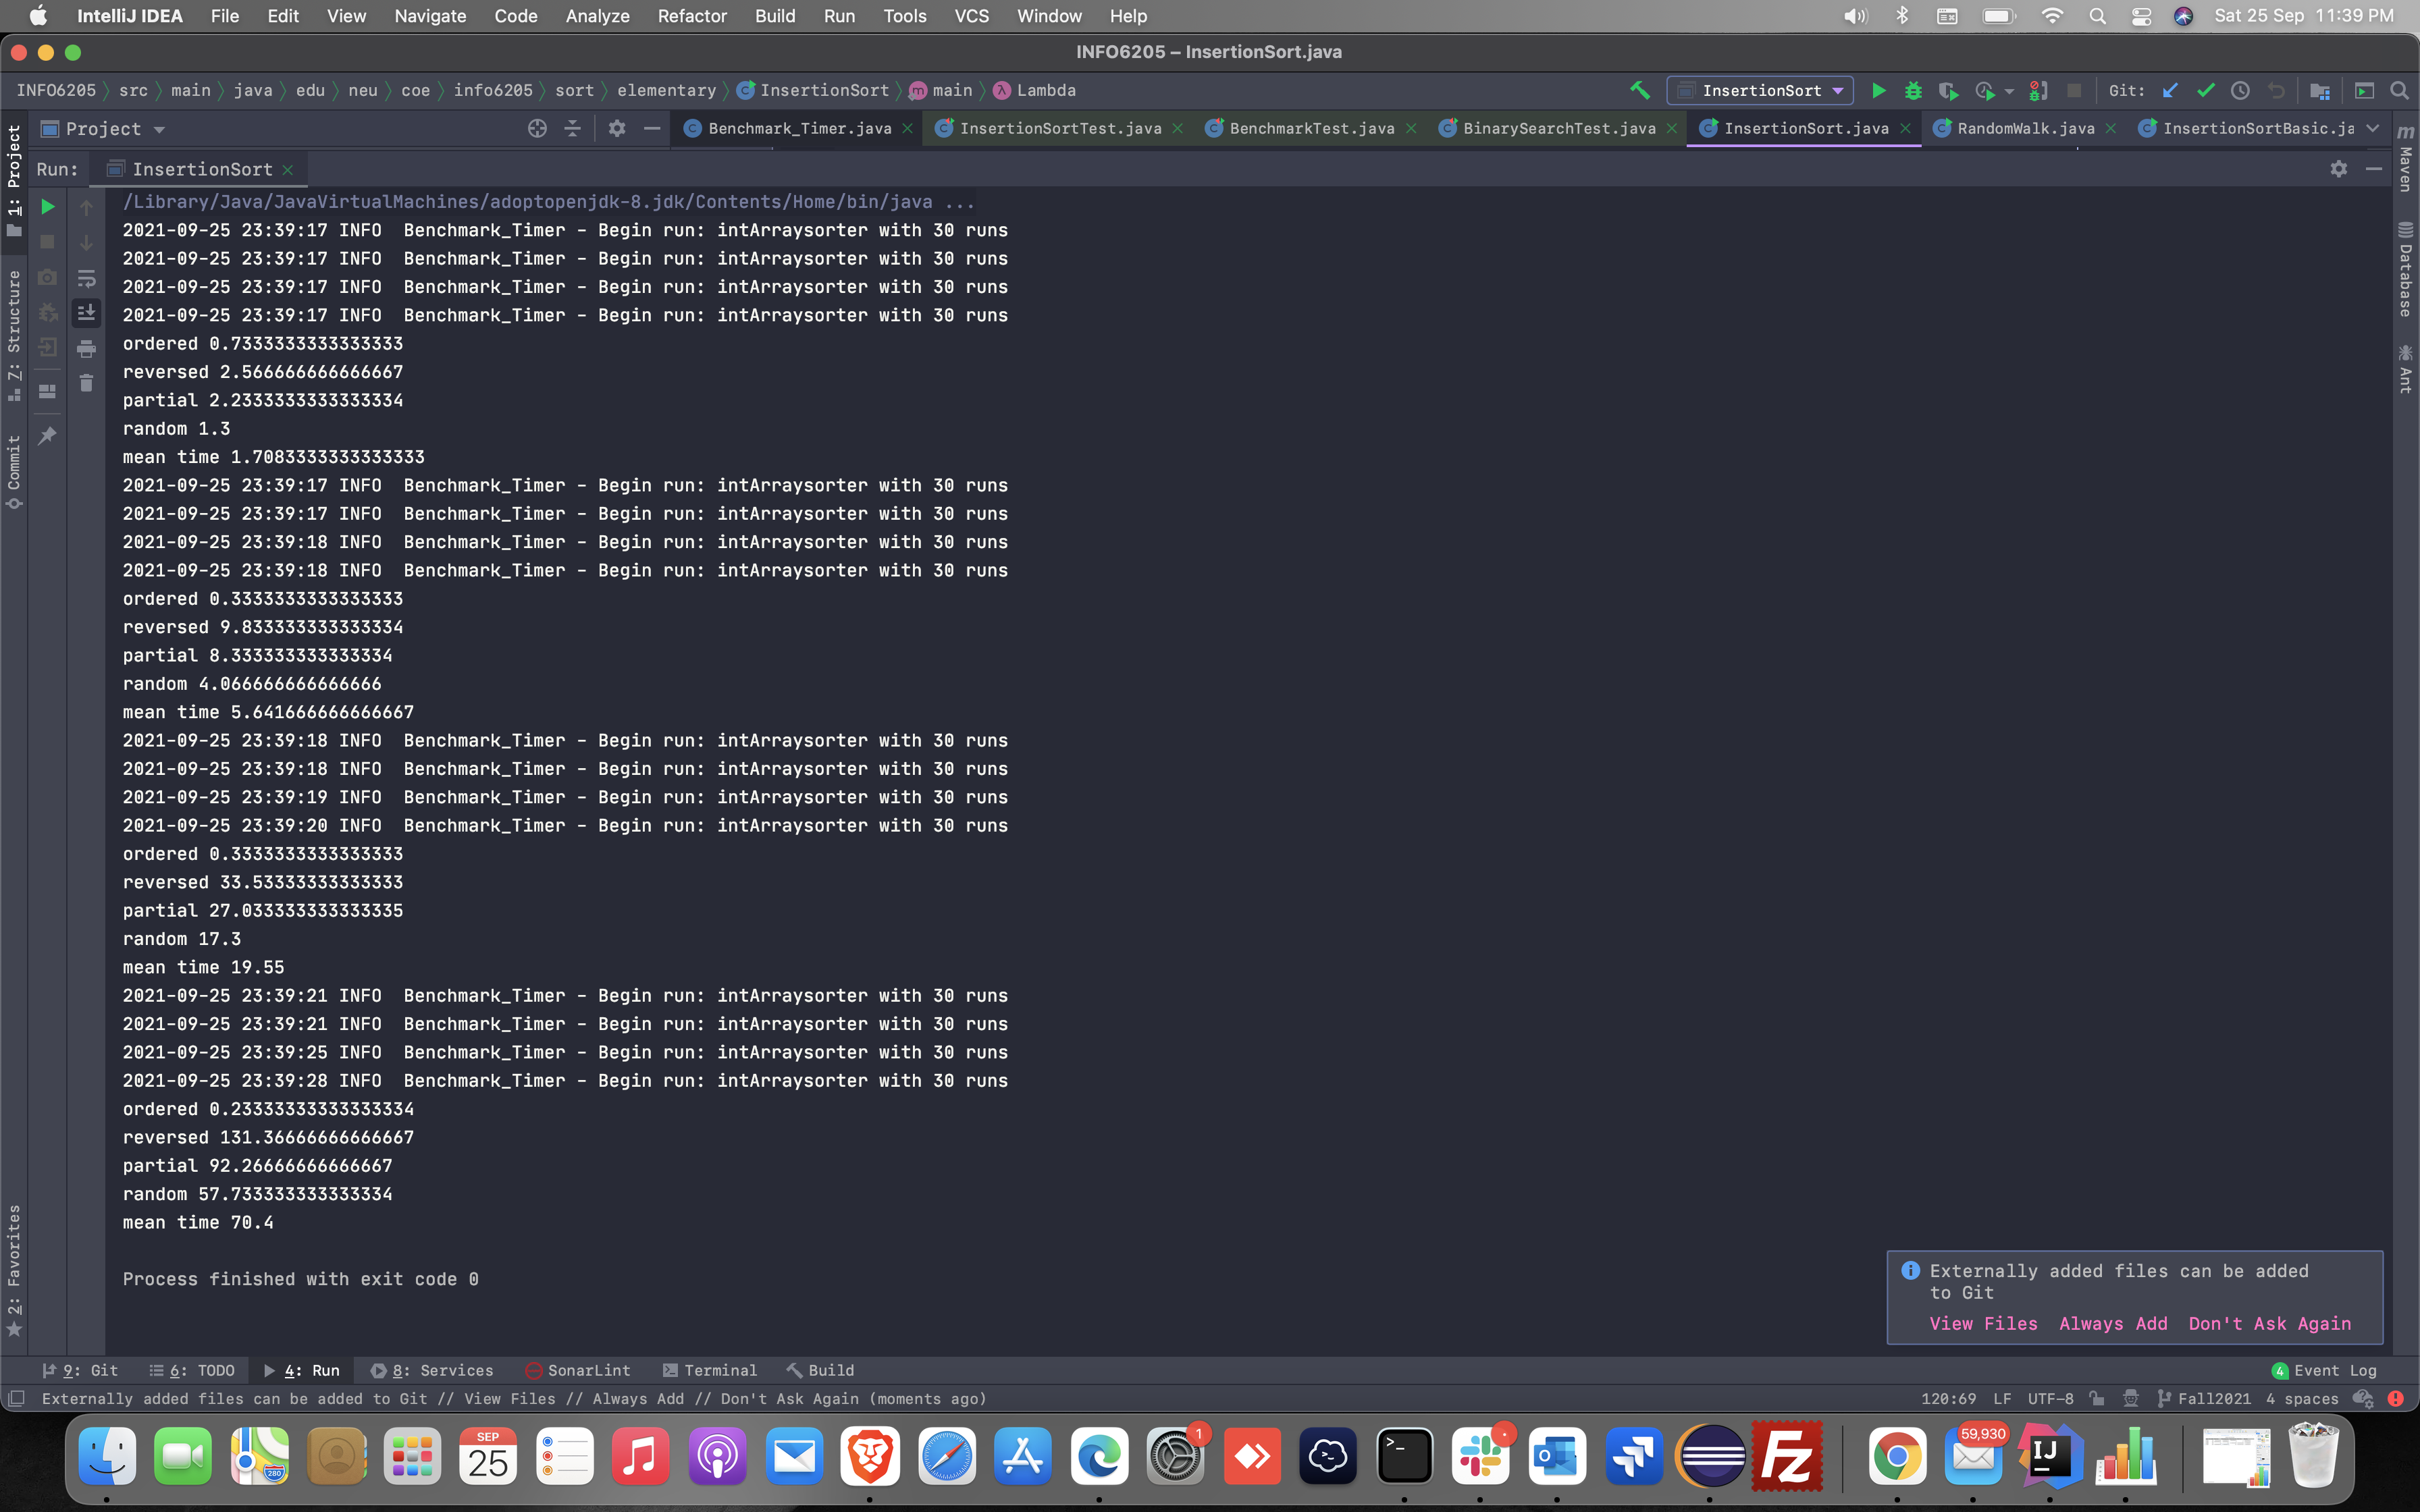 IntelliJ IDEA File Edit View Navigate Code Analyze Refactor Build Run Tools VCS Window Help Sat 25 Sep 11:39 PM
INFO6205 – InsertionSort.java
INFO6205 src main java edu neu coe info6205 sort elementary InsertionSort main Lambda InsertionSort Git:
Project Benchmark_Timer.java InsertionSortTest.java BenchmarkTest.java BinarySearchTest.java InsertionSort.java RandomWalk.java InsertionSortBasic.ja
Run: InsertionSort
/Library/Java/JavaVirtualMachines/adoptopenjdk-8.jdk/Contents/Home/bin/java ...
2021-09-25 23:39:17 INFO  Benchmark_Timer - Begin run: intArraysorter with 30 runs
2021-09-25 23:39:17 INFO  Benchmark_Timer - Begin run: intArraysorter with 30 runs
2021-09-25 23:39:17 INFO  Benchmark_Timer - Begin run: intArraysorter with 30 runs
2021-09-25 23:39:17 INFO  Benchmark_Timer - Begin run: intArraysorter with 30 runs
ordered 0.7333333333333333
reversed 2.566666666666667
partial 2.2333333333333334
random 1.3
mean time 1.7083333333333333
2021-09-25 23:39:17 INFO  Benchmark_Timer - Begin run: intArraysorter with 30 runs
2021-09-25 23:39:17 INFO  Benchmark_Timer - Begin run: intArraysorter with 30 runs
2021-09-25 23:39:18 INFO  Benchmark_Timer - Begin run: intArraysorter with 30 runs
2021-09-25 23:39:18 INFO  Benchmark_Timer - Begin run: intArraysorter with 30 runs
ordered 0.3333333333333333
reversed 9.833333333333334
partial 8.333333333333334
random 4.066666666666666
mean time 5.641666666666667
2021-09-25 23:39:18 INFO  Benchmark_Timer - Begin run: intArraysorter with 30 runs
2021-09-25 23:39:18 INFO  Benchmark_Timer - Begin run: intArraysorter with 30 runs
2021-09-25 23:39:19 INFO  Benchmark_Timer - Begin run: intArraysorter with 30 runs
2021-09-25 23:39:20 INFO  Benchmark_Timer - Begin run: intArraysorter with 30 runs
ordered 0.3333333333333333
reversed 33.53333333333333
partial 27.033333333333335
random 17.3
mean time 19.55
2021-09-25 23:39:21 INFO  Benchmark_Timer - Begin run: intArraysorter with 30 runs
2021-09-25 23:39:21 INFO  Benchmark_Timer - Begin run: intArraysorter with 30 runs
2021-09-25 23:39:25 INFO  Benchmark_Timer - Begin run: intArraysorter with 30 runs
2021-09-25 23:39:28 INFO  Benchmark_Timer - Begin run: intArraysorter with 30 runs
ordered 0.23333333333333334
reversed 131.36666666666667
partial 92.26666666666667
random 57.733333333333334
mean time 70.4
Process finished with exit code 0
1: Project
Z: Structure
Commit
2: Favorites
m Maven
Database
Ant
Externally added files can be added
to Git
View Files Always Add Don't Ask Again
9: Git 6: TODO 4: Run 8: Services SonarLint Terminal Build 4 Event Log
Externally added files can be added to Git // View Files // Always Add // Don't Ask Again (moments ago) 120:69 LF UTF-8 Fall2021 4 spaces
SEP
25
280
1
59,930
IJ
Fz